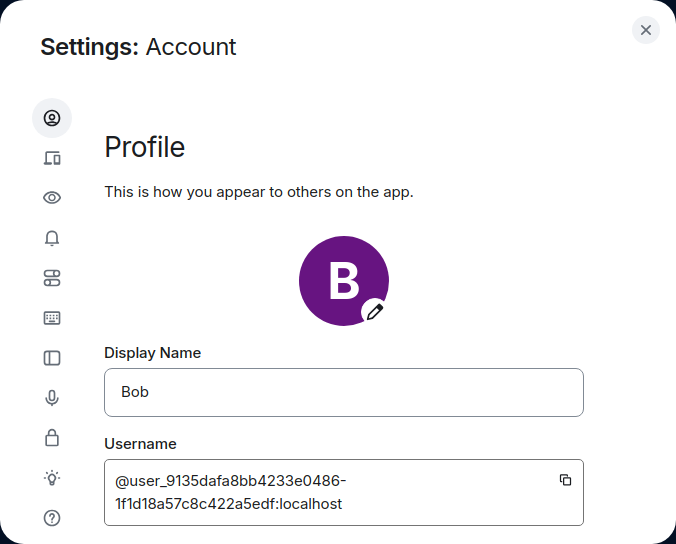 Settings: Account
Profile
This is how you appear to others on the app.
B
Display Name
Bob
Username
@user_9135dafa8bb4233e0486-
1f1d18a57c8c422a5edf:localhost